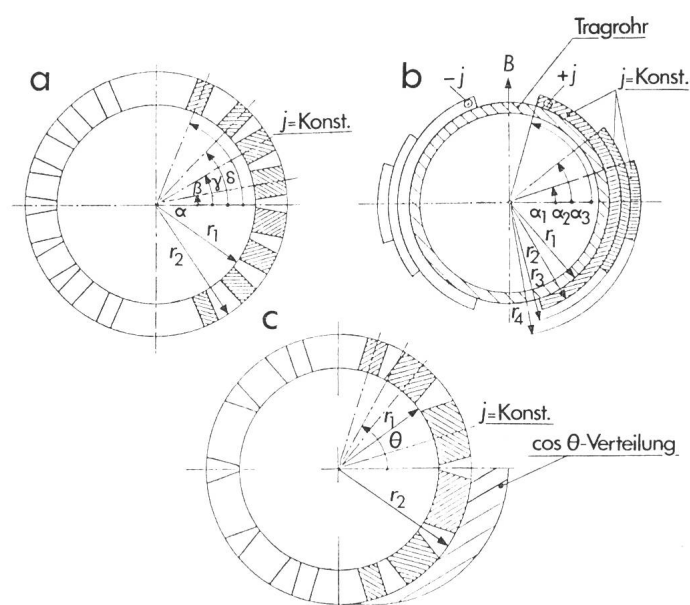 a
j=Konst.
β
γ
δ
α
r₁
r₂
Tragrohr
b
-j
B
+j
j=Konst.
α₁
α₂
α₃
r₁
r₂
r₃
r₄
c
r₁
θ
j=Konst.
cos θ-Verteilung
r₂